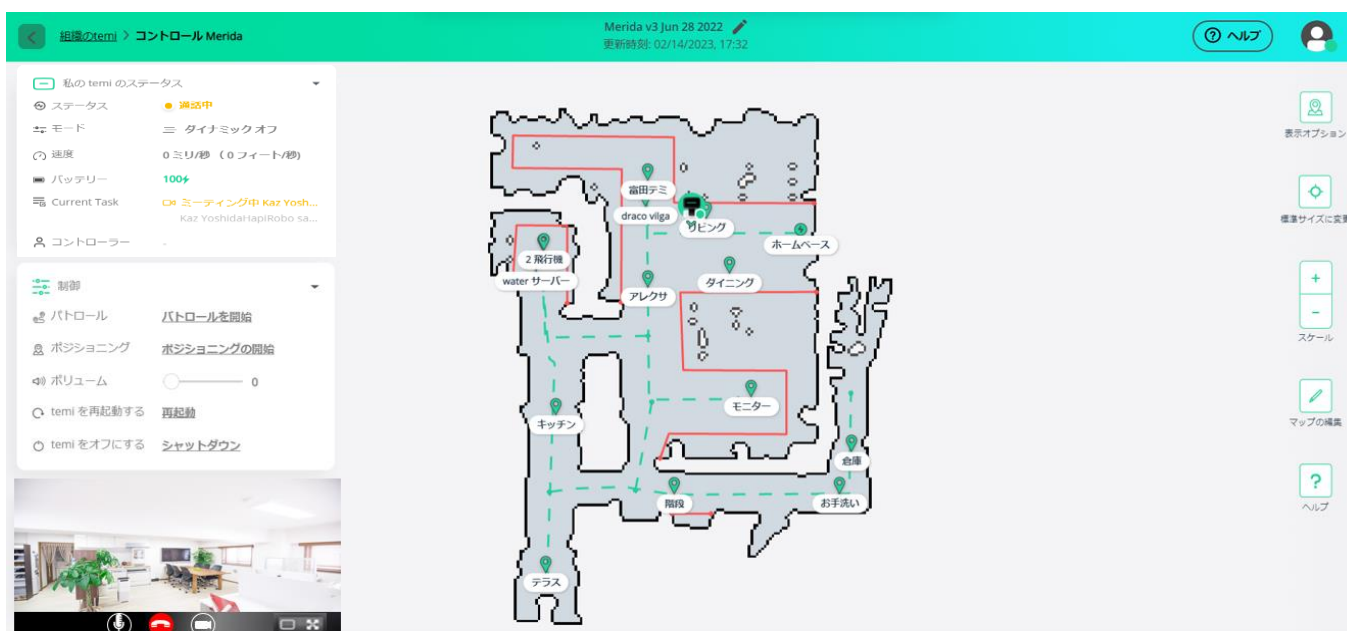 組織のtemi > コントロール Merida
Merida v3 Jun 28 2022
更新時刻: 02/14/2023, 17:32
ヘルプ
私の temi のステータス
ステータス 通話中
モード ダイナミック オフ
速度 0 ミリ/秒 ( 0 フィート/秒)
バッテリー 100
Current Task ミーティング中 Kaz Yosh...
Kaz YoshidaHapiRobo sa...
コントローラー -
制御
パトロール パトロールを開始
ポジショニング ポジショニングの開始
ボリューム 0
temi を再起動する 再起動
temi をオフにする シャットダウン
富田テミ
draco vilga
リビング
ホームベース
2 飛行機
water サーバー
アレクサ
ダイニング
モニター
キッチン
倉庫
階段
お手洗い
テラス
表示オプション
標準サイズに変更
+
-
スケール
マップの編集
?
ヘルプ